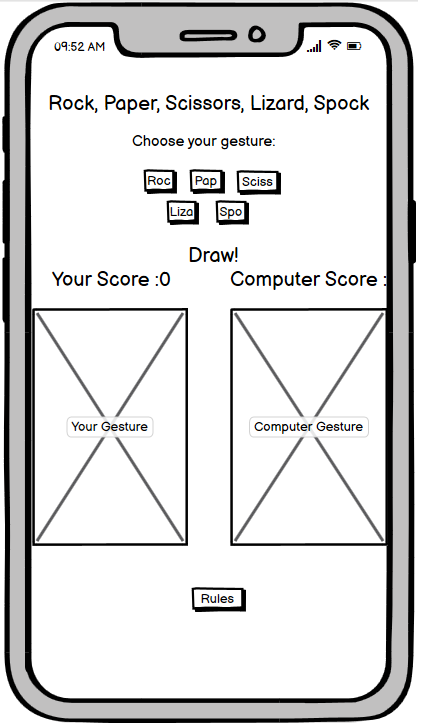 09:52 AM
Rock, Paper, Scissors, Lizard, Spock
Choose your gesture:
Roc Pap Sciss
Liza Spo
Draw!
Your Score :0 Computer Score :
Your Gesture Computer Gesture
Rules